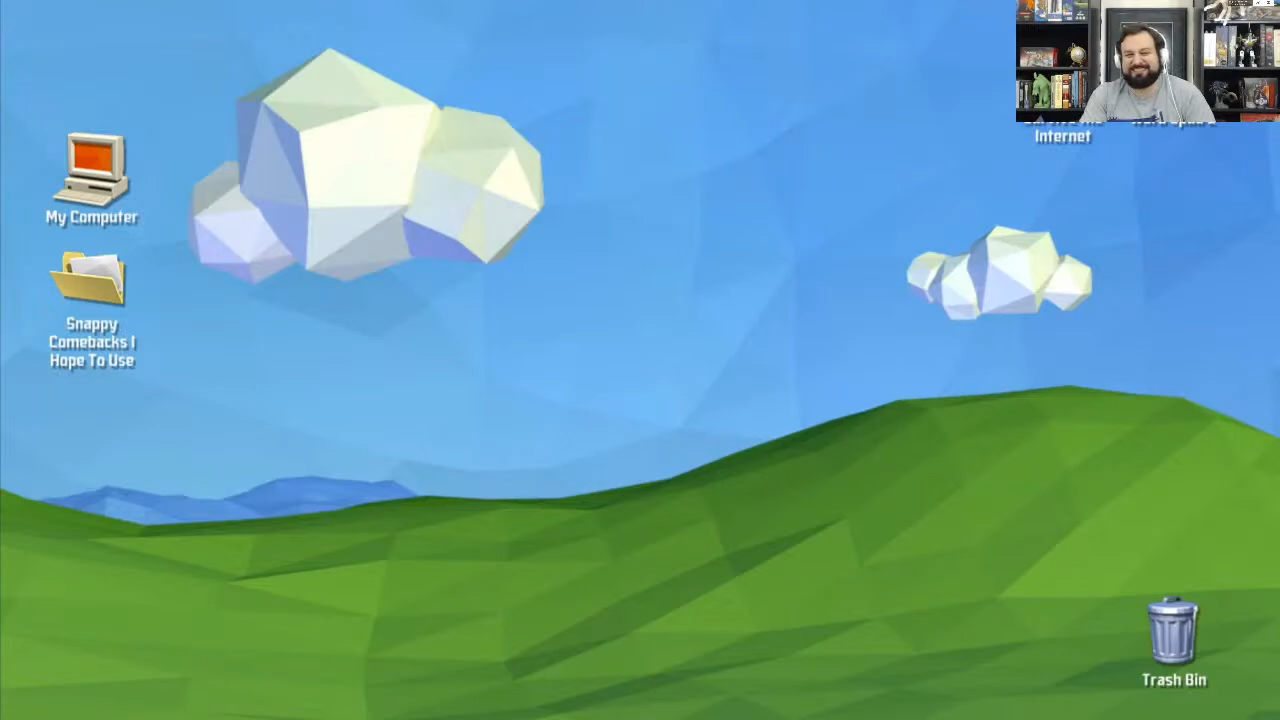 My Computer
Snappy
Comebacks I
Hope To Use
Internet
Trash Bin